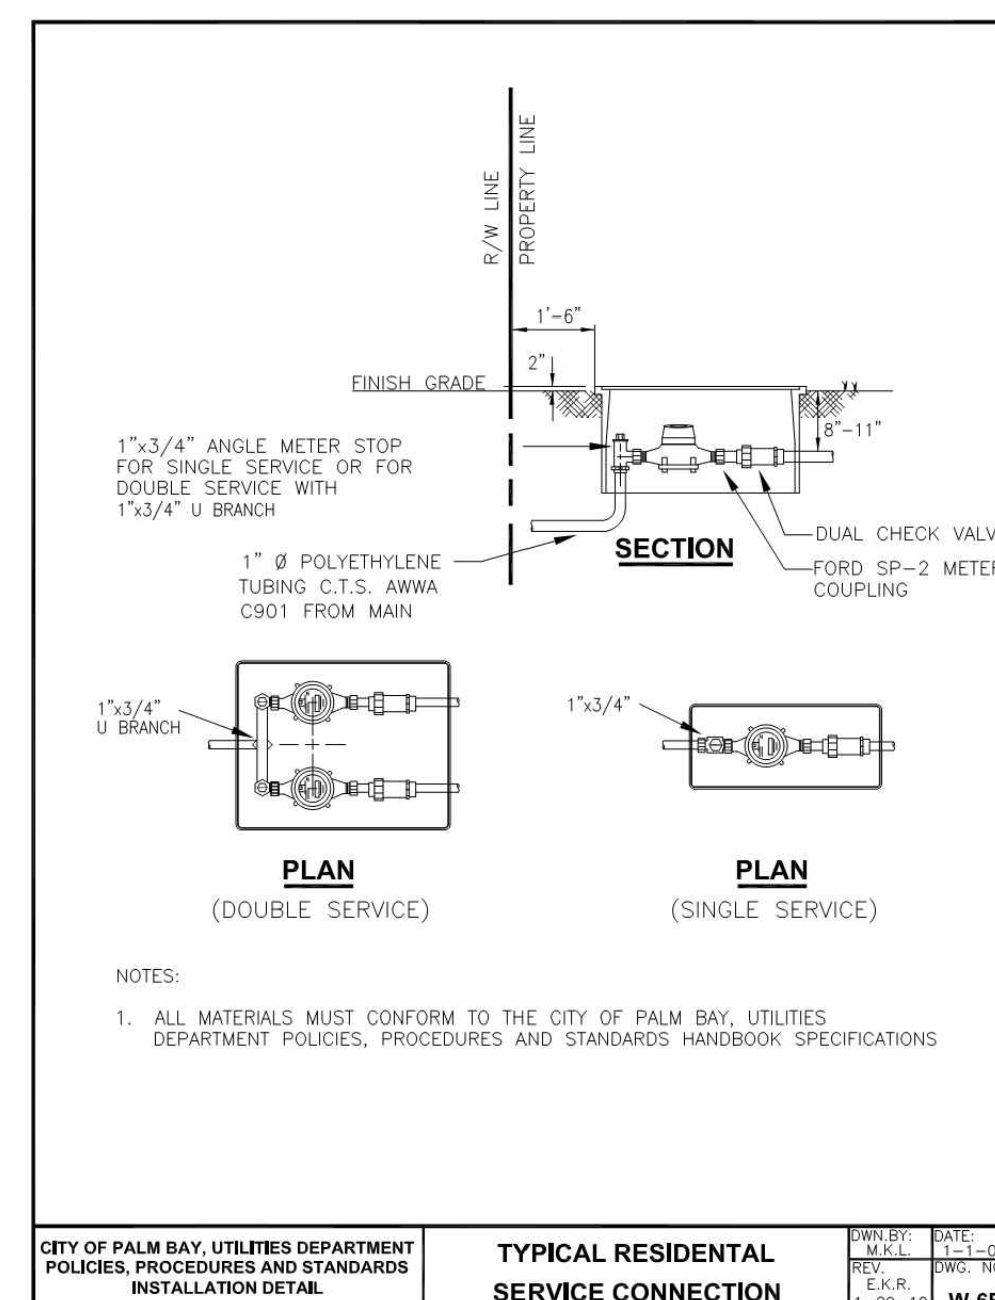 R/W LINE
PROPERTY LINE
1'-6"
2"
FINISH GRADE
8"-11"
1"x3/4" ANGLE METER STOP
FOR SINGLE SERVICE OR FOR
DOUBLE SERVICE WITH
1"x3/4" U BRANCH
DUAL CHECK
SECTION
1" Ø POLYETHYLENE
TUBING C.T.S. AWWA
C901 FROM MAIN
FORD SP-2 METER
COUPLING
1"x3/4"
U BRANCH
1"x3/4"
PLAN
(DOUBLE SERVICE)
PLAN
(SINGLE SERVICE)
NOTES:
1. ALL MATERIALS MUST CONFORM TO THE CITY OF PALM BAY, UTILITIES
DEPARTMENT POLICIES, PROCEDURES AND STANDARDS HANDBOOK SPECIFICATIONS
CITY OF PALM BAY, UTILITIES DEPARTMENT
POLICIES, PROCEDURES AND STANDARDS
INSTALLATION DETAIL
TYPICAL RESIDENTAL
SERVICE CONNECTION
DWN.BY:
M.K.L.
DATE:
REV.
E.K.R.
DWG.